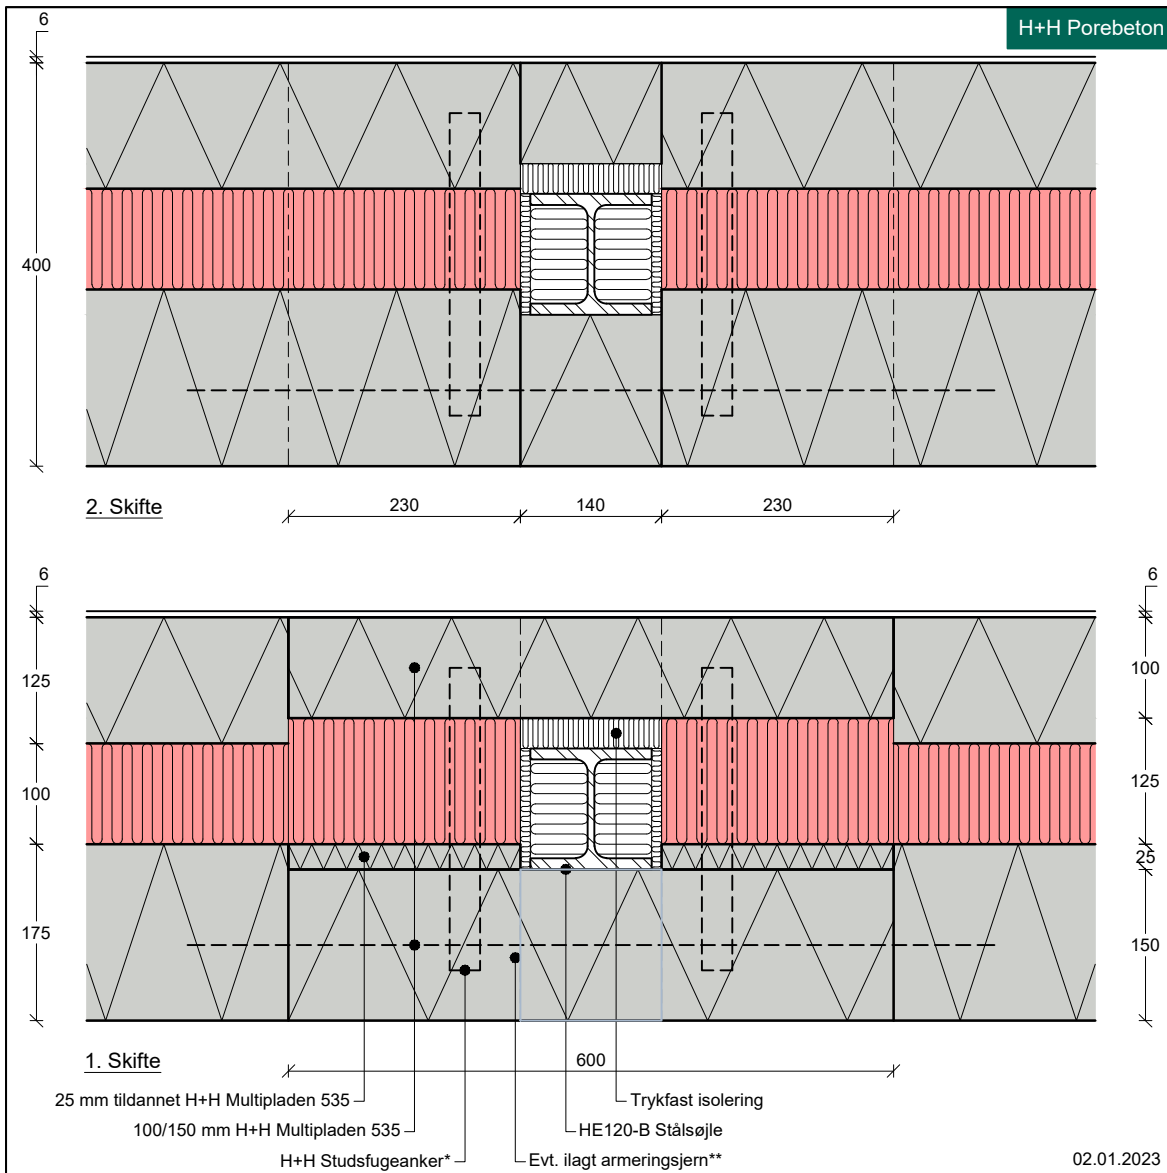 6
H+H Porebeton
400
2. Skifte
230
140
230
6
6
125
100
100
125
25
175
150
1. Skifte
600
25 mm tildannet H+H Multipladen 535
Trykfast isolering
100/150 mm H+H Multipladen 535
HE120-B Stålsøjle
H+H Studsfugeanker*
Evt. ilagt armeringsjern**
02.01.2023